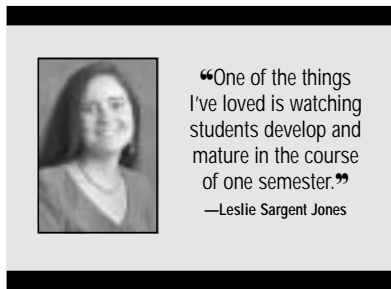 ❝One of the things
I’ve loved is watching
students develop and
mature in the course
of one semester.❞
—Leslie Sargent Jones